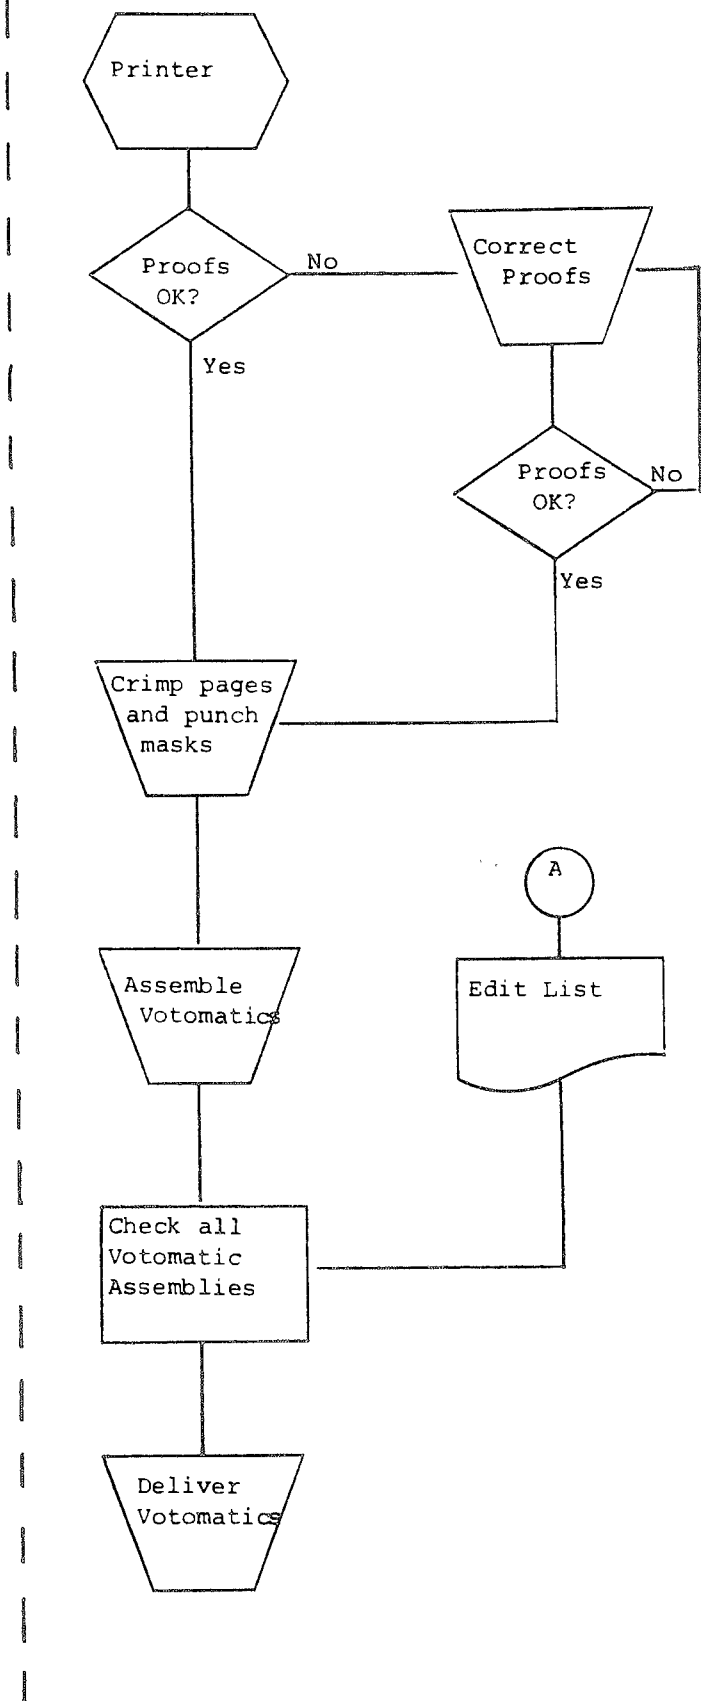 Printer
Proofs
OK?
No
Yes
Correct
Proofs
Proofs
OK?
No
Yes
Crimp pages
and punch
masks
A
Edit List
Assemble
Votomatics
Check all
Votomatic
Assemblies
Deliver
Votomatics